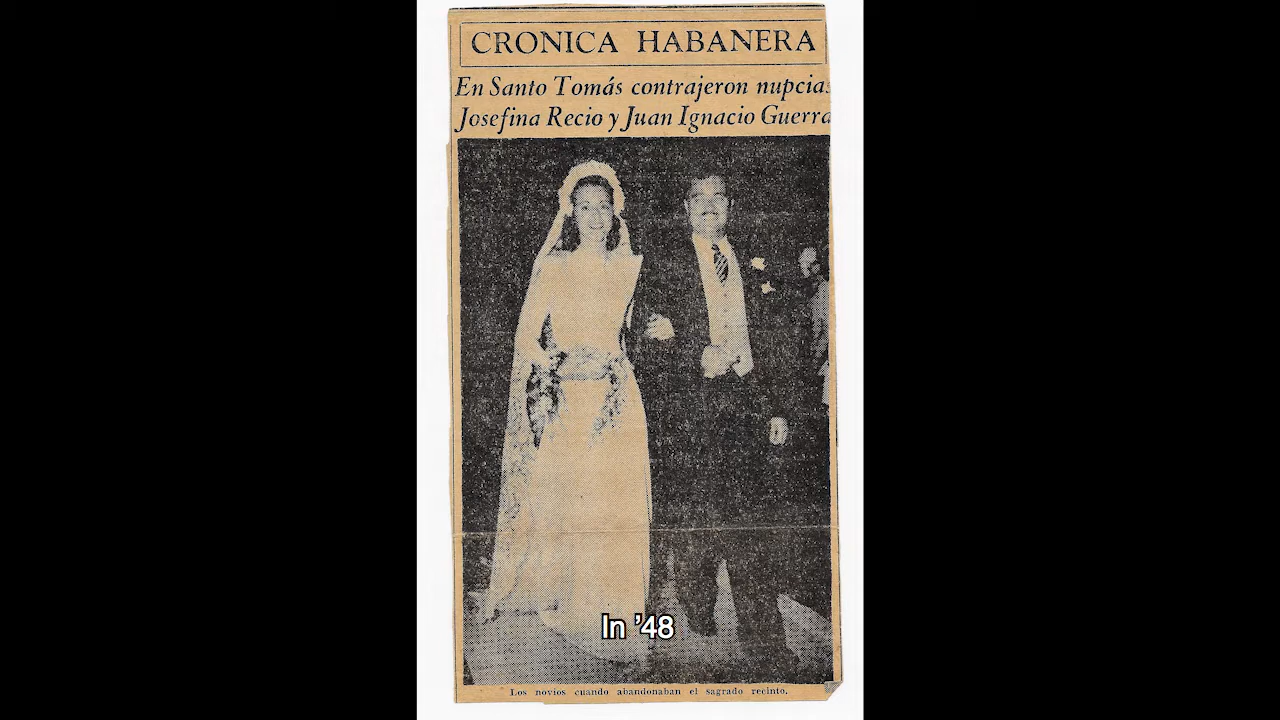 CRONICA HABANERA
En Santo Tomás contrajeron nupcias
Josefina Recio y Juan Ignacio Guerra
In ’48
Los novios cuando abandonaban el sagrado recinto.